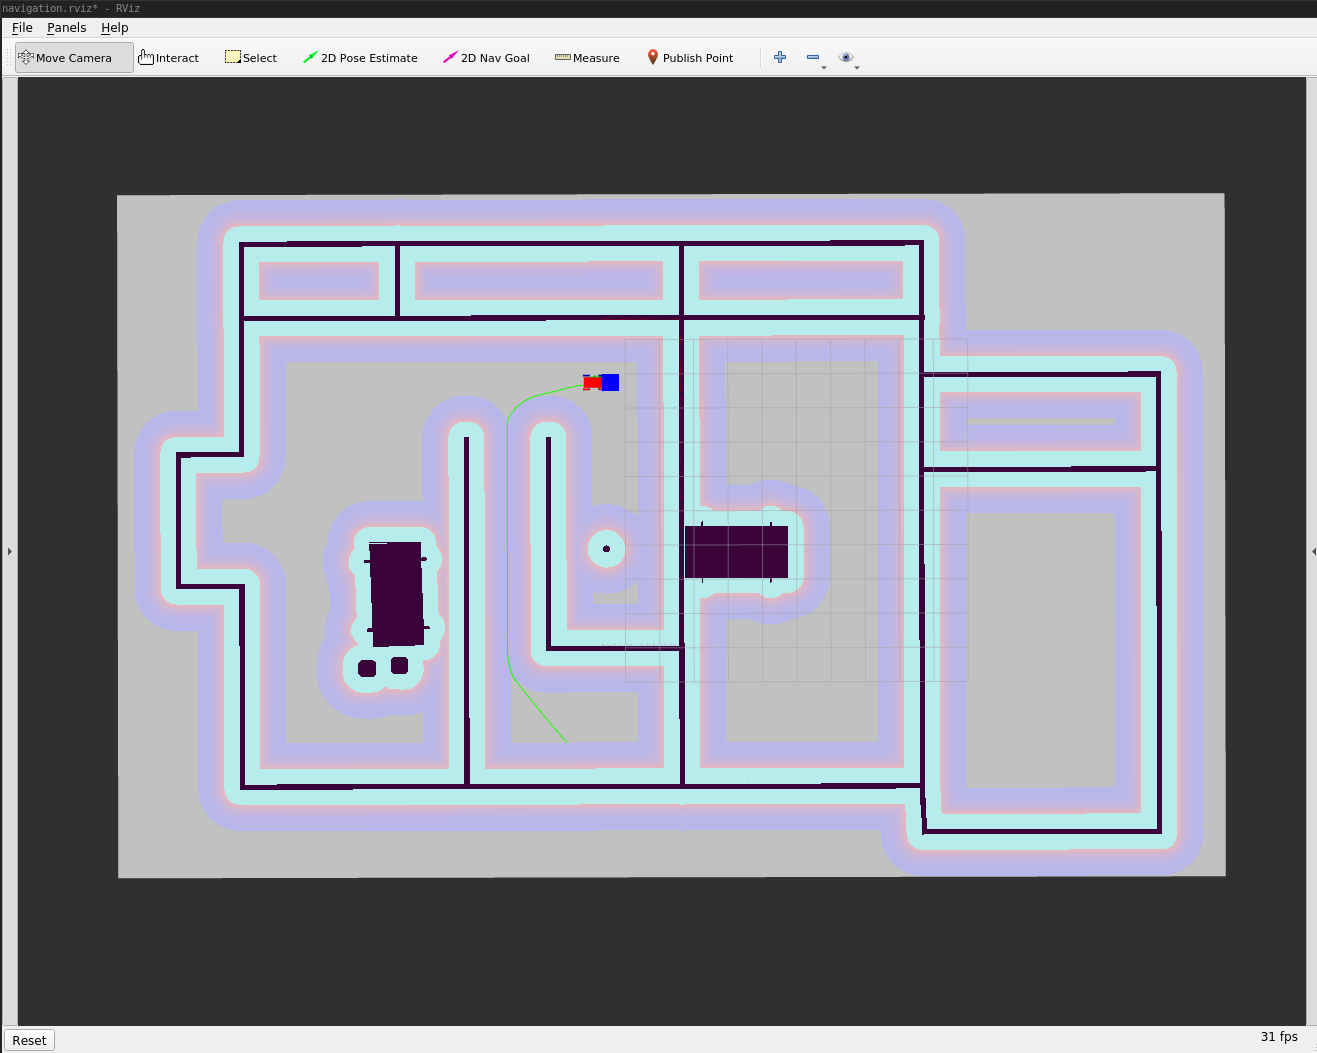 navigation.rviz* - RViz
File Panels Help
Move Camera Interact Select 2D Pose Estimate 2D Nav Goal Measure Publish Point
Reset 31 fps